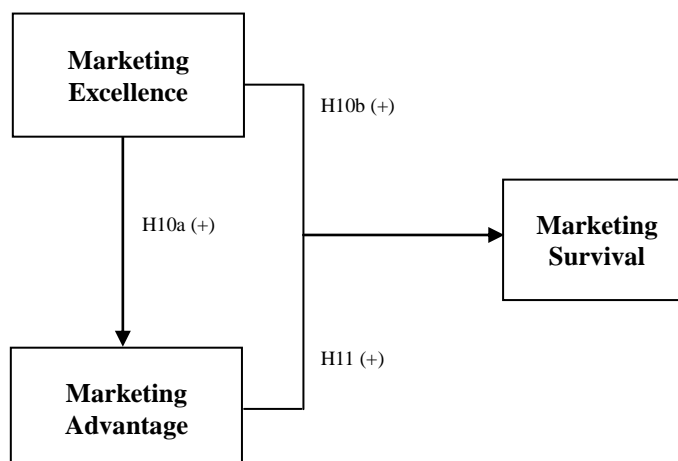 Marketing
Excellence
H10b (+)
H10a (+)
Marketing
Survival
H11 (+)
Marketing
Advantage